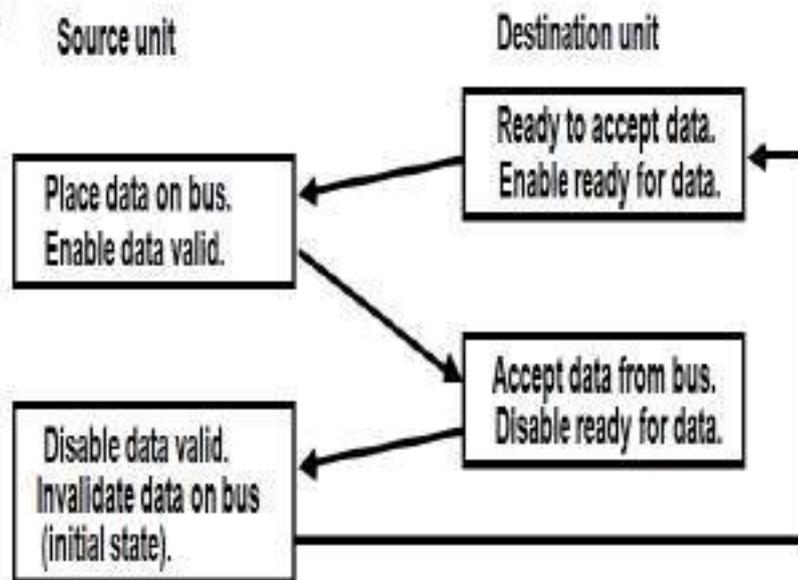 Source unit
Destination unit
Ready to accept data.
Enable ready for data.
Place data on bus.
Enable data valid.
Accept data from bus.
Disable ready for data.
Disable data valid.
Invalidate data on bus
(initial state).